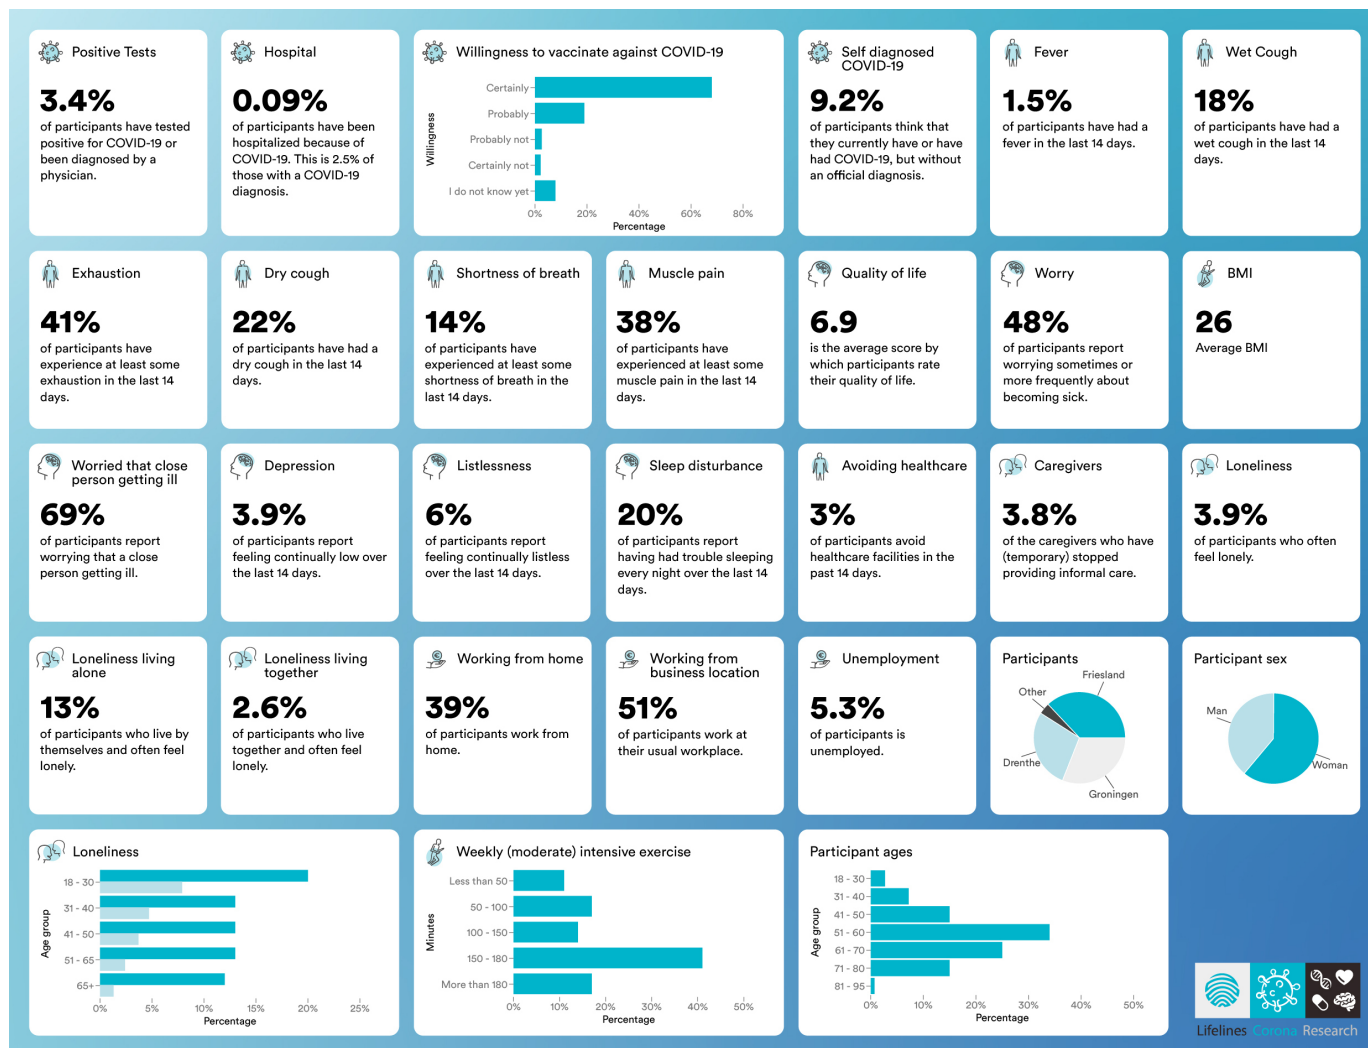 Positive Tests
3.4%
of participants have tested
positive for COVID-19 or
been diagnosed by a
physician.
Hospital
0.09%
of participants have been
hospitalized because of
COVID-19. This is 2.5% of
those with a COVID-19
diagnosis.
Willingness to vaccinate against COVID-19
Willingness
Certainly
Probably
Probably not
Certainly not
I do not know yet
0% 20% 40% 60% 80%
Percentage
Self diagnosed
COVID-19
9.2%
of participants think that
they currently have or have
had COVID-19, but without
an official diagnosis.
Fever
1.5%
of participants have had a
fever in the last 14 days.
Wet Cough
18%
of participants have had a
wet cough in the last 14
days.
Exhaustion
41%
of participants have
experience at least some
exhaustion in the last 14
days.
Dry cough
22%
of participants have had a
dry cough in the last 14
days.
Shortness of breath
14%
of participants have
experienced at least some
shortness of breath in the
last 14 days.
Muscle pain
38%
of participants have
experienced at least some
muscle pain in the last 14
days.
Quality of life
6.9
is the average score by
which participants rate
their quality of life.
Worry
48%
of participants report
worrying sometimes or
more frequently about
becoming sick.
BMI
26
Average BMI
Worried that close
person getting ill
69%
of participants report
worrying that a close
person getting ill.
Depression
3.9%
of participants report
feeling continually low over
the last 14 days.
Listlessness
6%
of participants report
feeling continually listless
over the last 14 days.
Sleep disturbance
20%
of participants report
having had trouble sleeping
every night over the last 14
days.
Avoiding healthcare
3%
of participants avoid
healthcare facilities in the
past 14 days.
Caregivers
3.8%
of the caregivers who have
(temporary) stopped
providing informal care.
Loneliness
3.9%
of participants who often
feel lonely.
Loneliness living
alone
13%
of participants who live by
themselves and often feel
lonely.
Loneliness living
together
2.6%
of participants who live
together and often feel
lonely.
Working from home
39%
of participants work from
home.
Working from
business location
51%
of participants work at
their usual workplace.
Unemployment
5.3%
of participants is
unemployed.
Participants
Friesland
Other
Drenthe
Groningen
Participant sex
Man
Woman
Loneliness
Age group
18 - 30
31 - 40
41 - 50
51 - 65
65+
0% 5% 10% 15% 20% 25%
Percentage
Weekly (moderate) intensive exercise
Minutes
Less than 50
50 - 100
100 - 150
150 - 180
More than 180
0% 10% 20% 30% 40% 50%
Percentage
Participant ages
Age group
18 - 30
31 - 40
41 - 50
51 - 60
61 - 70
71 - 80
81 - 95
0% 10% 20% 30% 40% 50%
Percentage
Lifelines Corona Research